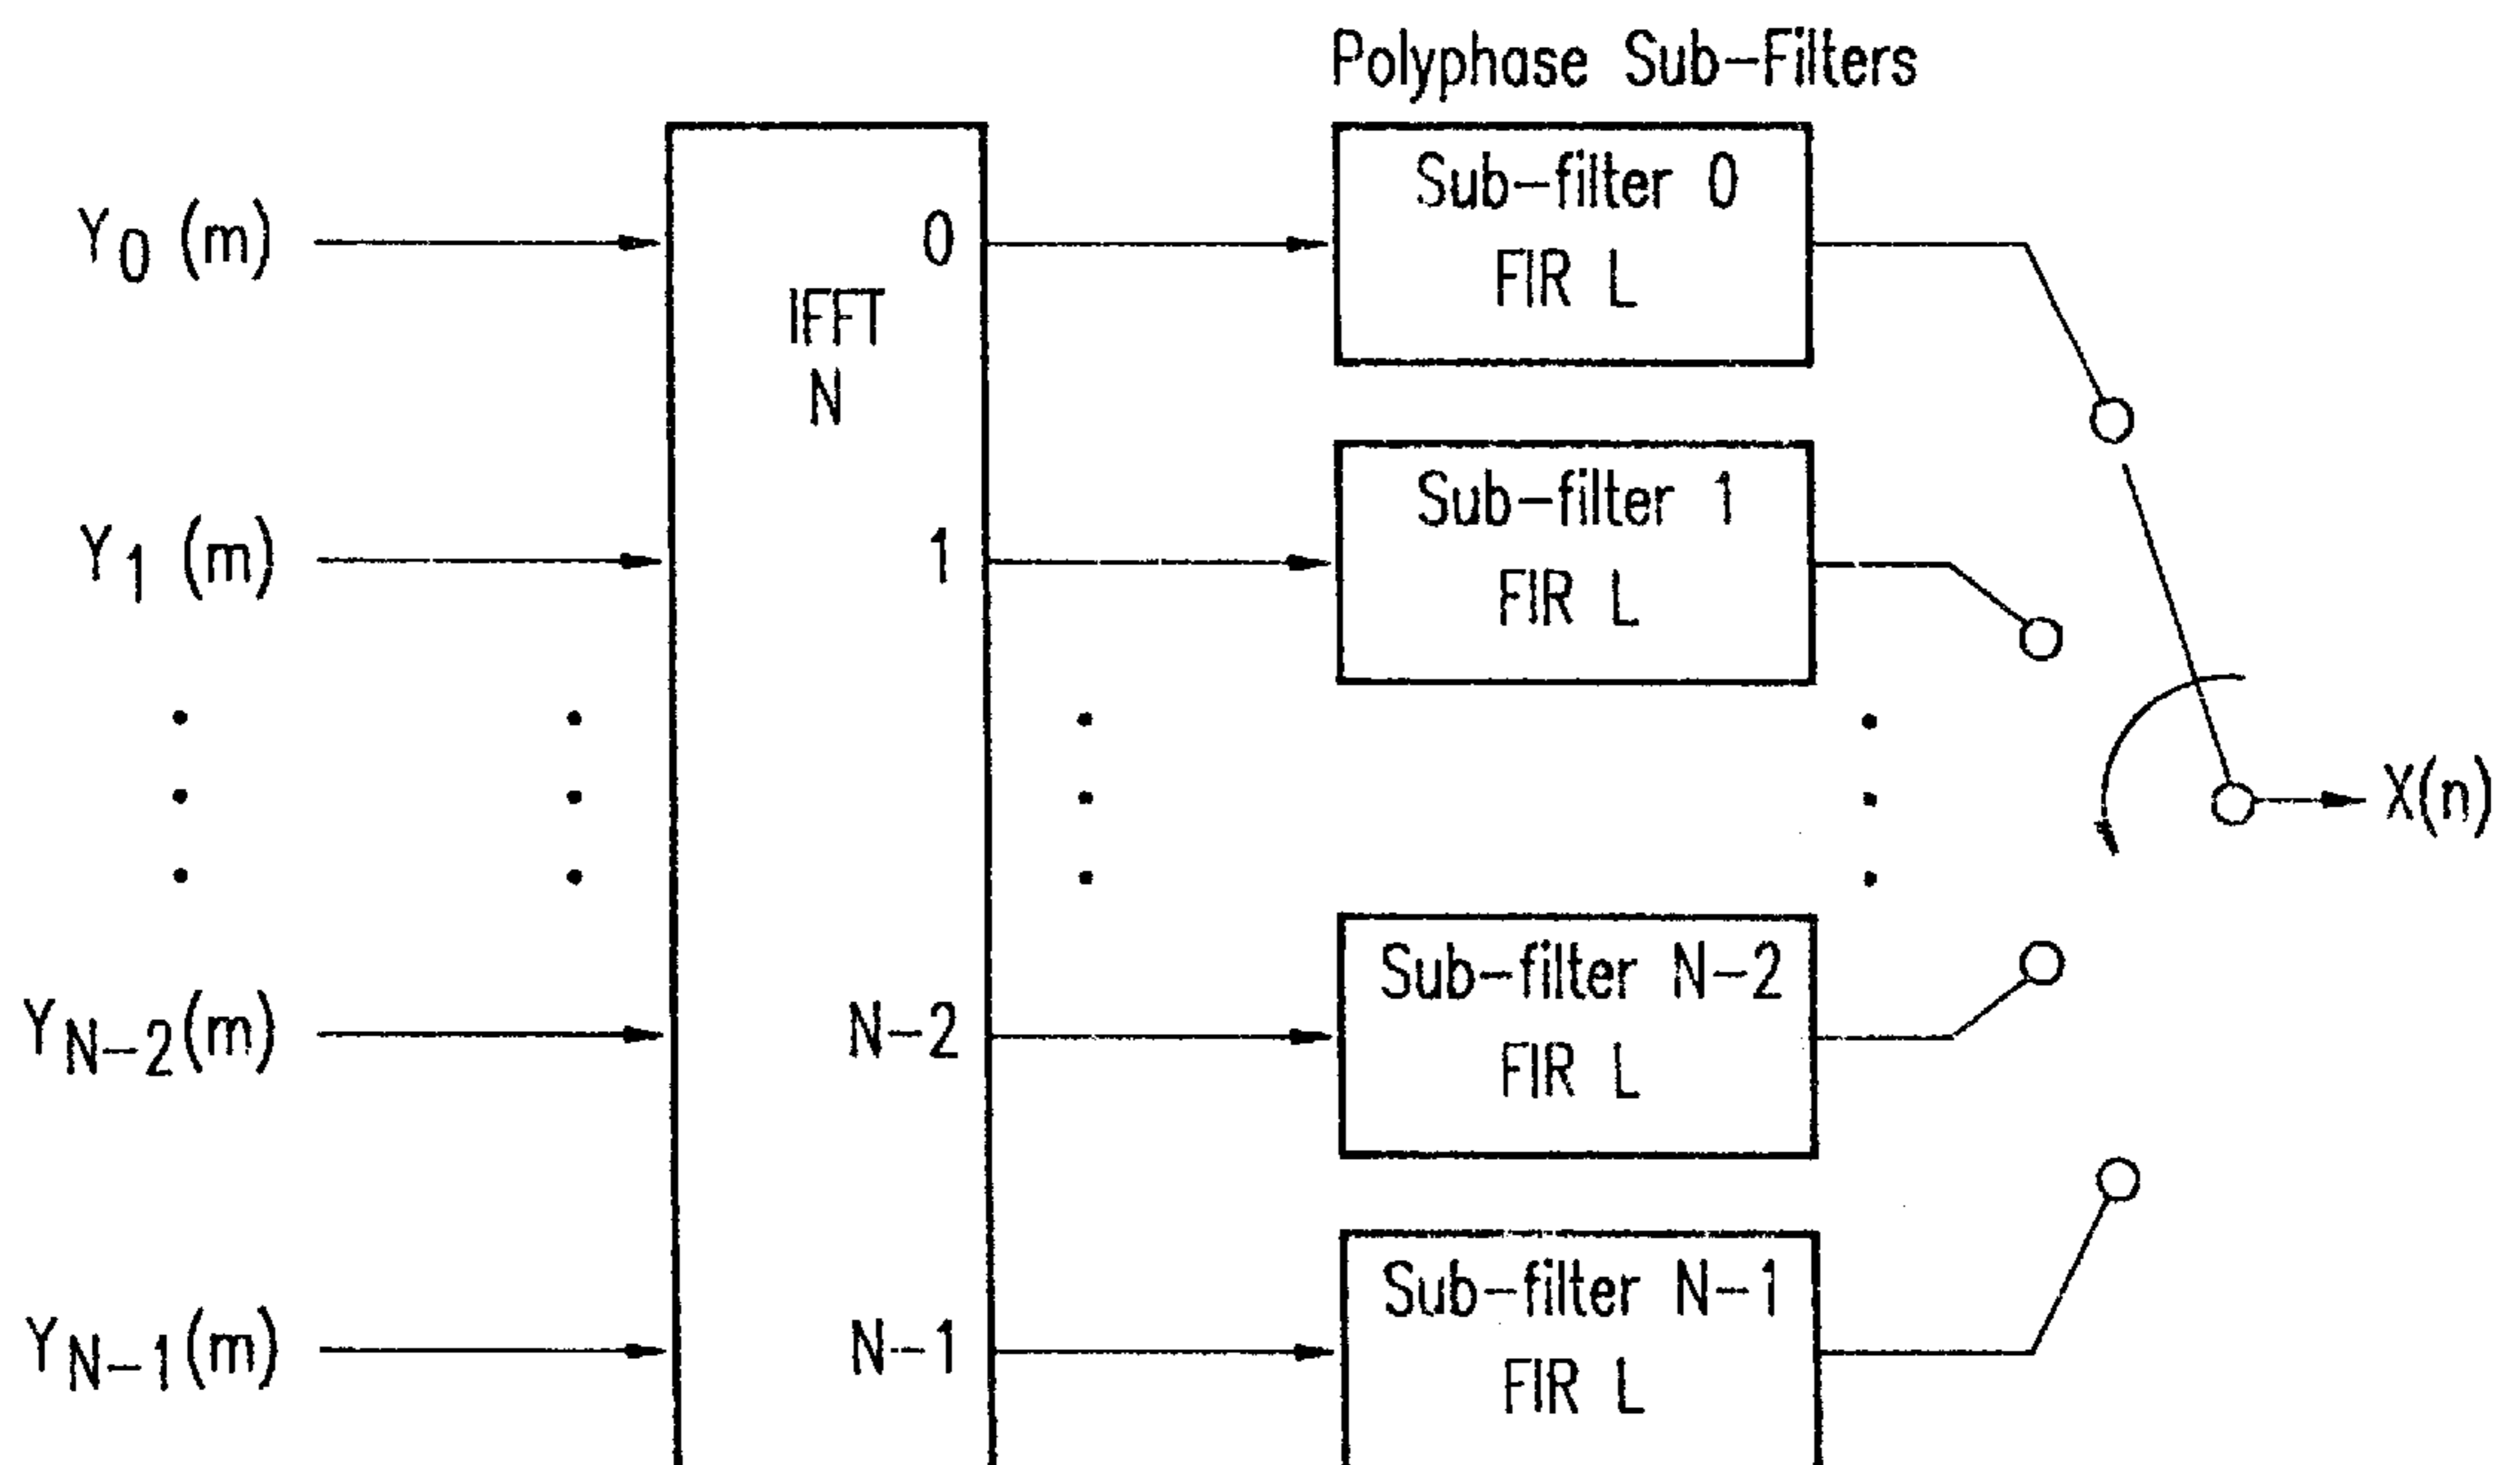 Polyphase Sub-Filters
Y0 (m)
0
IFFT
N
Sub-filter 0
FIR L
Y1 (m)
1
Sub-filter 1
FIR L
X(n)
YN-2(m)
N-2
Sub-filter N-2
FIR L
YN-1(m)
N-1
Sub-filter N-1
FIR L